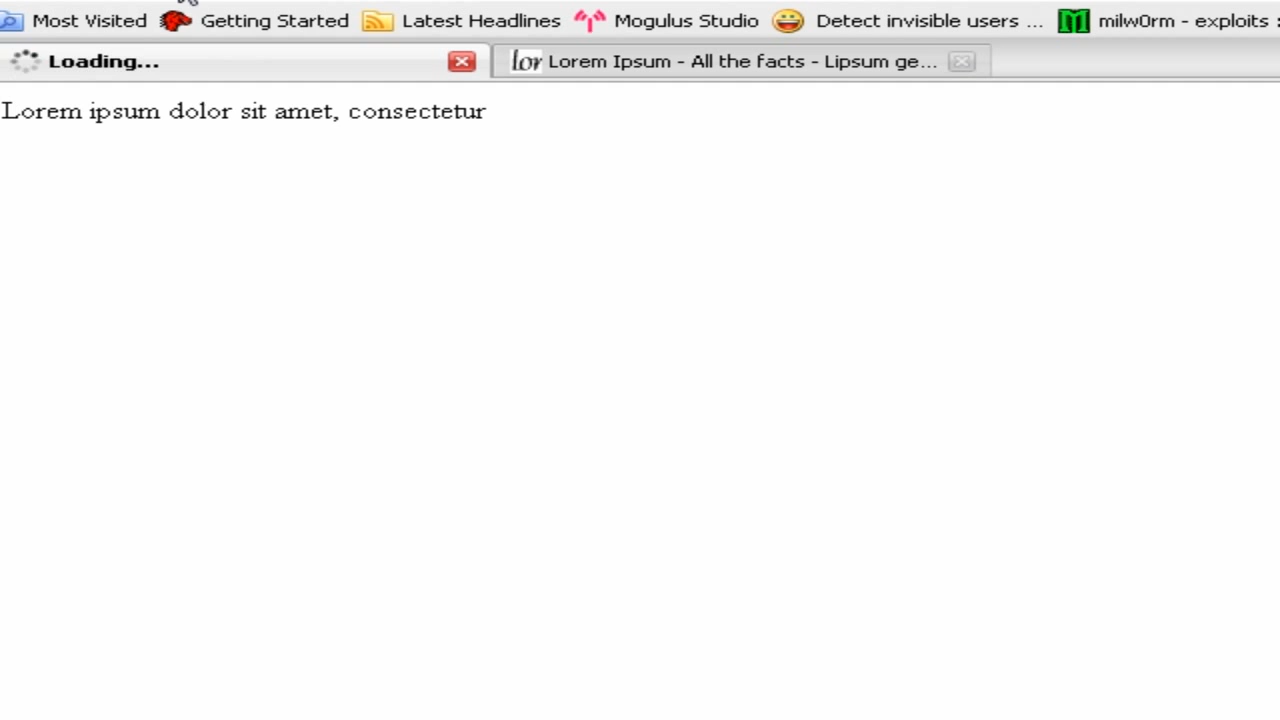 Most Visited Getting Started Latest Headlines Mogulus Studio Detect invisible users ... milw0rm - exploits :
Loading... lor Lorem Ipsum - All the facts - Lipsum ge...
Lorem ipsum dolor sit amet, consectetur